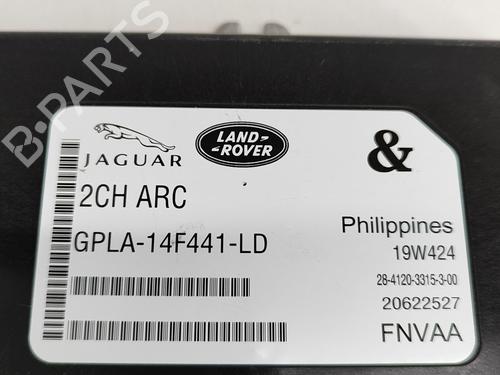 B-PARTS
JAGUAR
LAND-
-ROVER
&
2CH ARC
GPLA-14F441-LD
Philippines
19W424
28-4120-3315-3-00
20622527
FNVAA